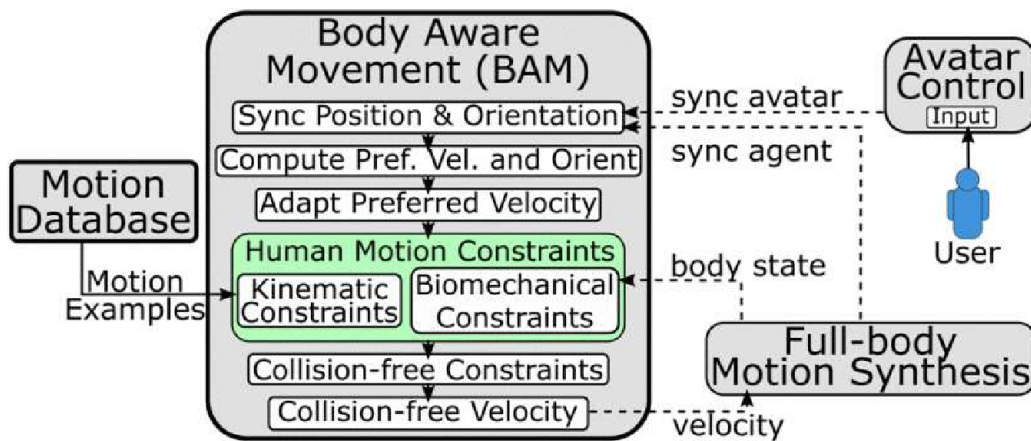 Body Aware
Movement (BAM)
Sync Position & Orientation
Compute Pref. Vel. and Orient
Adapt Preferred Velocity
Human Motion Constraints
Kinematic
Constraints
Biomechanical
Constraints
Collision-free Constraints
Collision-free Velocity
Motion
Database
Motion
Examples
sync avatar
sync agent
body state
velocity
Avatar
Control
Input
User
Full-body
Motion Synthesis